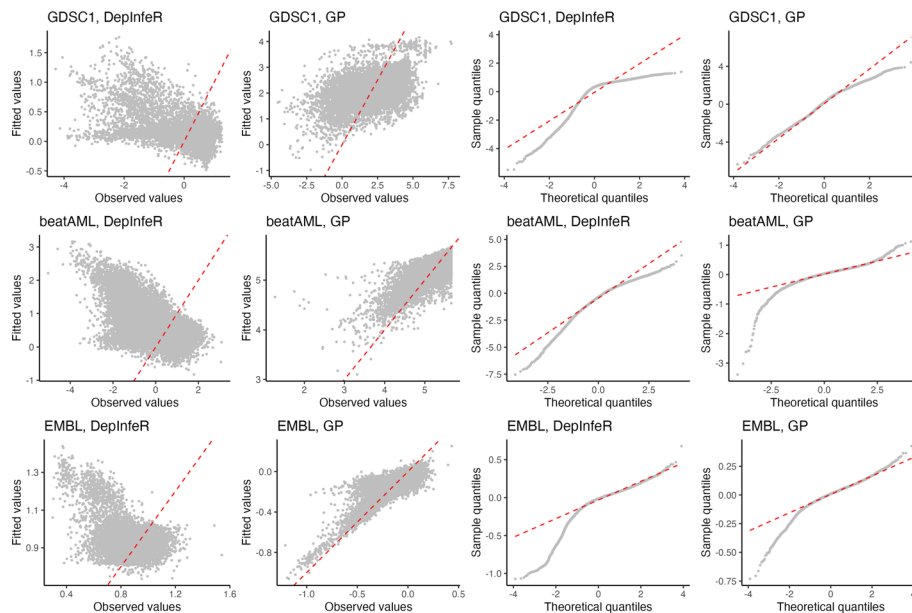 GDSC1, DepInfeR
GDSC1, GP
GDSC1, DepInfeR
GDSC1, GP
Fitted values
1.5
1.0
0.5
0.0
-0.5
-4
-2
0
Observed values
Fitted values
4
3
2
1
0
-1
-5.0
-2.5
0.0
2.5
5.0
7.5
Observed values
Sample quantiles
4
2
0
-2
-4
-4
-2
0
2
4
Theoretical quantiles
Sample quantiles
4
0
-4
-4
-2
0
2
4
Theoretical quantiles
beatAML, DepInfeR
beatAML, GP
beatAML, DepInfeR
beatAML, GP
Fitted values
3
2
1
0
-1
-4
-2
0
2
Observed values
Fitted values
5
4
3
2
3
4
5
Observed values
Sample quantiles
5.0
2.5
0.0
-2.5
-5.0
-7.5
-2.5
0.0
2.5
Theoretical quantiles
Sample quantiles
1
0
-1
-2
-3
-2.5
0.0
2.5
Theoretical quantiles
EMBL, DepInfeR
EMBL, GP
EMBL, DepInfeR
EMBL, GP
Fitted values
1.3
1.1
0.9
0.4
0.8
1.2
1.6
Observed values
Fitted values
0.0
-0.4
-0.8
-1.0
-0.5
0.0
0.5
Observed values
Sample quantiles
0.5
0.0
-0.5
-1.0
-4
-2
0
2
4
Theoretical quantiles
Sample quantiles
0.25
0.00
-0.25
-0.50
-0.75
-4
-2
0
2
4
Theoretical quantiles